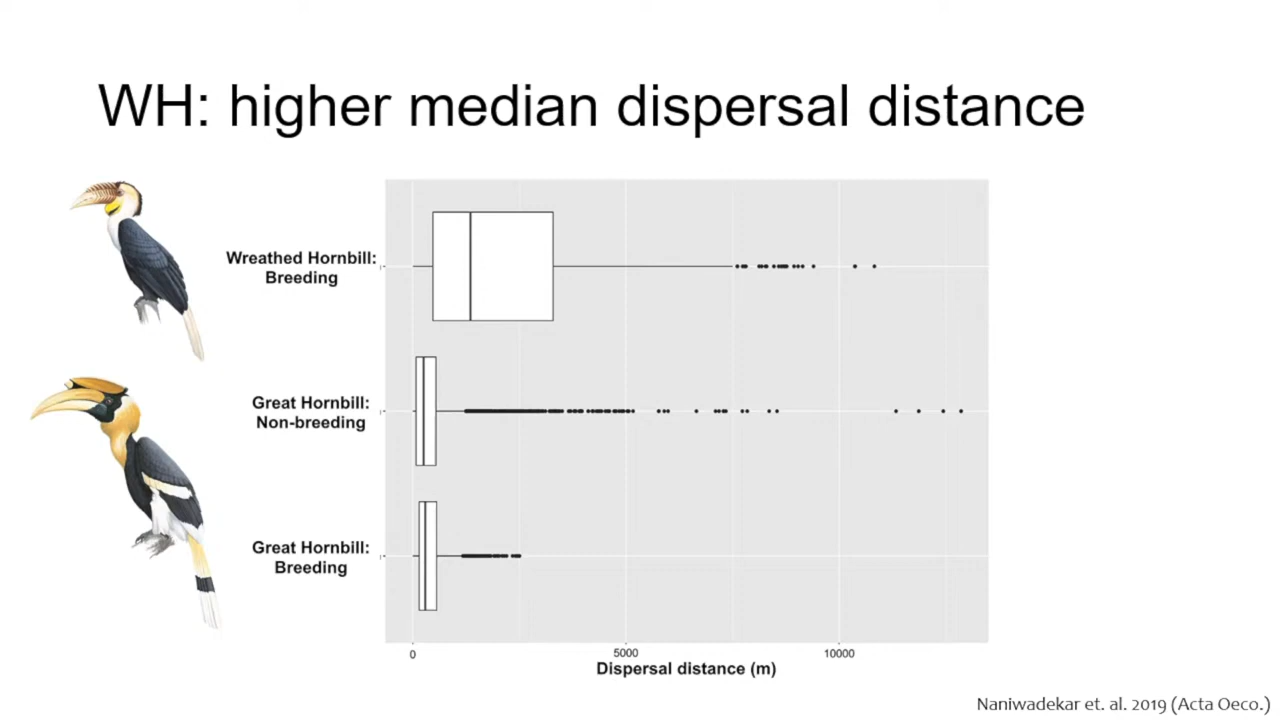 WH: higher median dispersal distance
Wreathed Hornbill:
Breeding
Great Hornbill:
Non-breeding
Great Hornbill:
Breeding
0
5000
10000
Dispersal distance (m)
Naniwadekar et. al. 2019 (Acta Oeco.)